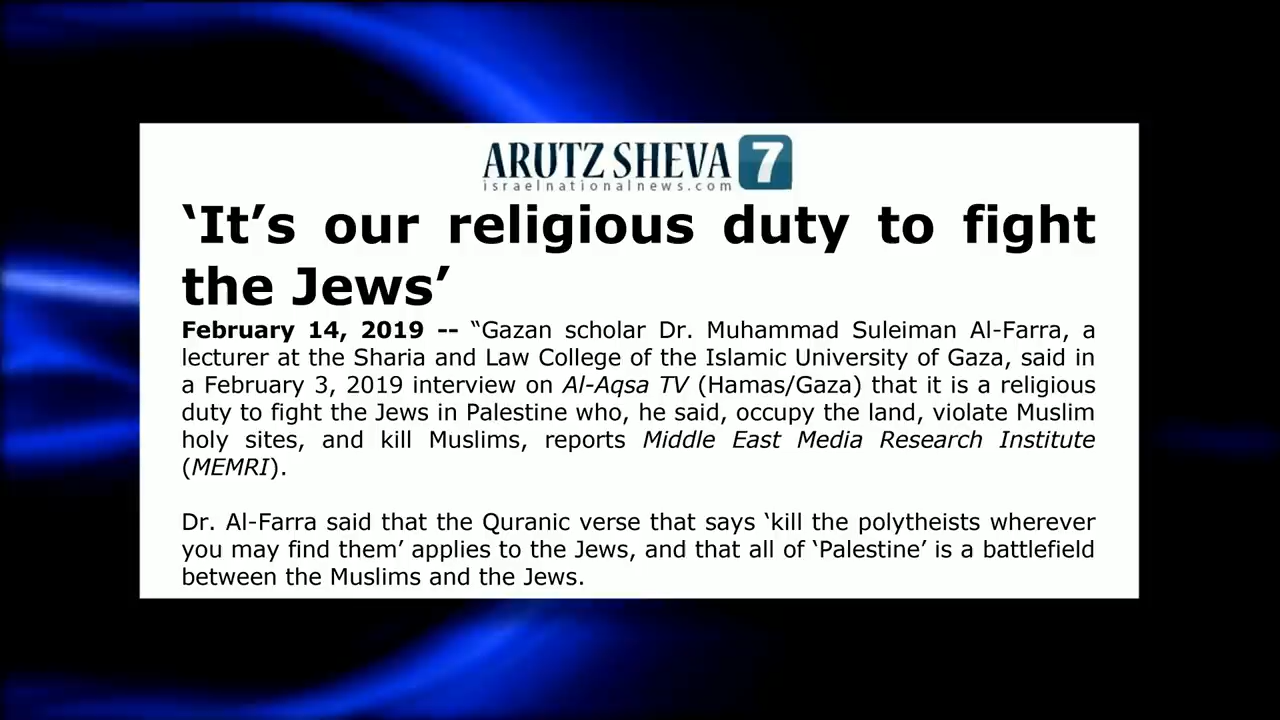 ARUTZ SHEVA 7
israelnationalnews.com
‘It’s our religious duty to fight
the Jews’
February 14, 2019 -- “Gazan scholar Dr. Muhammad Suleiman Al-Farra, a
lecturer at the Sharia and Law College of the Islamic University of Gaza, said in
a February 3, 2019 interview on Al-Aqsa TV (Hamas/Gaza) that it is a religious
duty to fight the Jews in Palestine who, he said, occupy the land, violate Muslim
holy sites, and kill Muslims, reports Middle East Media Research Institute
(MEMRI).
Dr. Al-Farra said that the Quranic verse that says ‘kill the polytheists wherever
you may find them’ applies to the Jews, and that all of ‘Palestine’ is a battlefield
between the Muslims and the Jews.